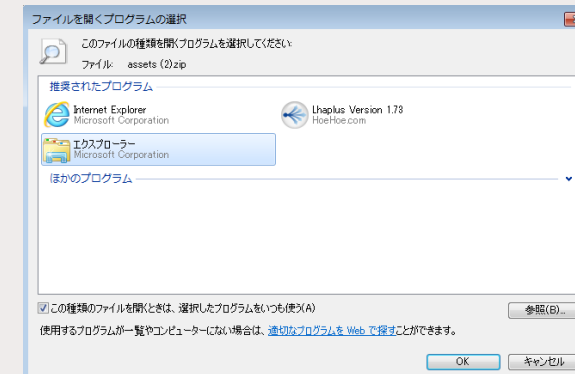 ファイルを開くプログラムの選択
このファイルの種類を開くプログラムを選択してください:
ファイル: assets (2)zip
推奨されたプログラム
Internet Explorer
Microsoft Corporation
Lhaplus Version 1.73
HoeHoe.com
エクスプローラー
Microsoft Corporation
ほかのプログラム
この種類のファイルを開くときは、選択したプログラムをいつも使う(A)
参照(B)...
使用するプログラムが一覧やコンピューターにない場合は、適切なプログラムを Web で探すことができます。
OK
キャンセル